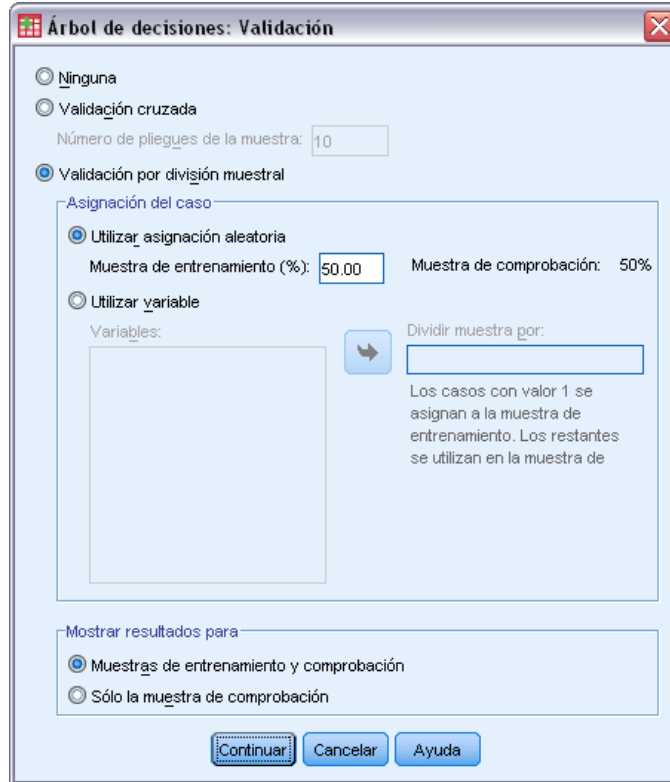 Árbol de decisiones: Validación
Ninguna
Validación cruzada
Número de pliegues de la muestra: 10
Validación por división muestral
Asignación del caso
Utilizar asignación aleatoria
Muestra de entrenamiento (%): 50.00 Muestra de comprobación: 50%
Utilizar variable
Variables:
Dividir muestra por:
Los casos con valor 1 se
asignan a la muestra de
entrenamiento. Los restantes
se utilizan en la muestra de
Mostrar resultados para
Muestras de entrenamiento y comprobación
Sólo la muestra de comprobación
Continuar Cancelar Ayuda